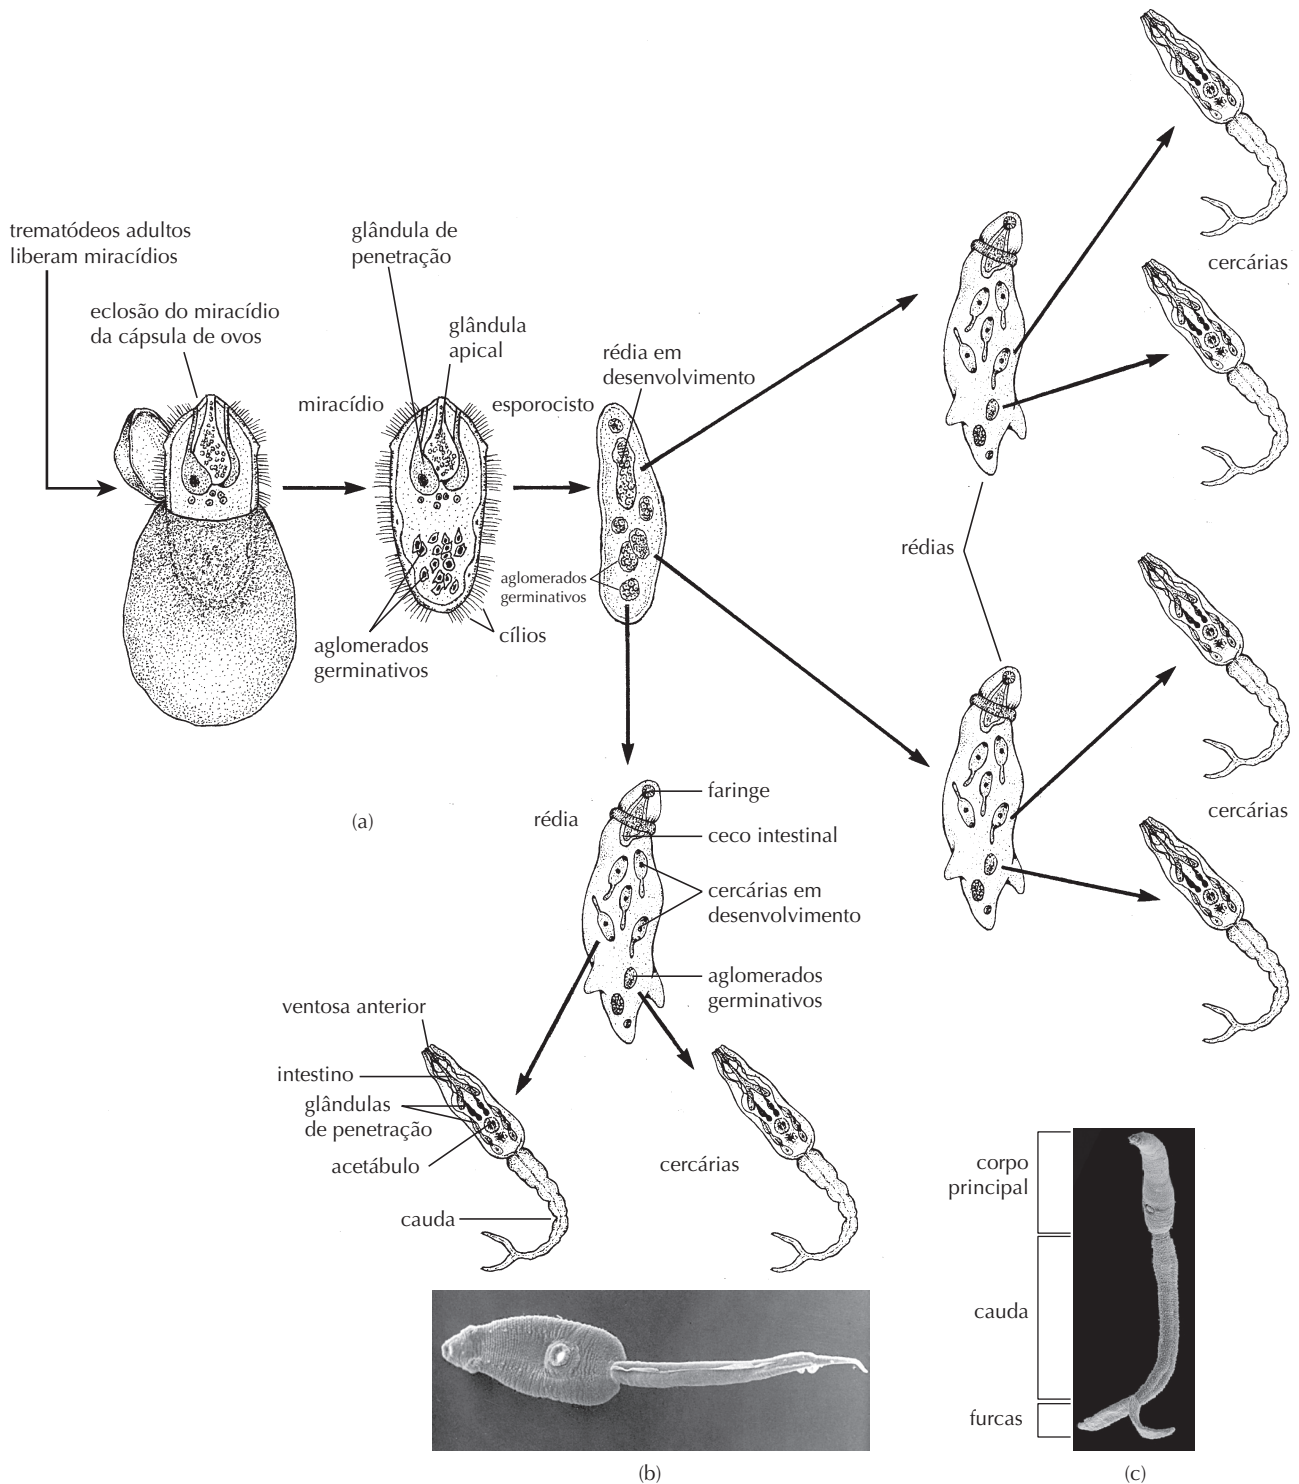 trematódeos adultos
liberam miracídios
eclosão do miracídio
da cápsula de ovos
glândula de
penetração
glândula
apical
miracídio
esporocisto
rédia em
desenvolvimento
aglomerados
germinativos
cílios
aglomerados
germinativos
cercárias
rédias
cercárias
(a)
rédia
faringe
ceco intestinal
cercárias em
desenvolvimento
aglomerados
germinativos
ventosa anterior
intestino
glândulas
de penetração
acetábulo
cauda
cercárias
corpo
principal
cauda
furcas
(b)
(c)